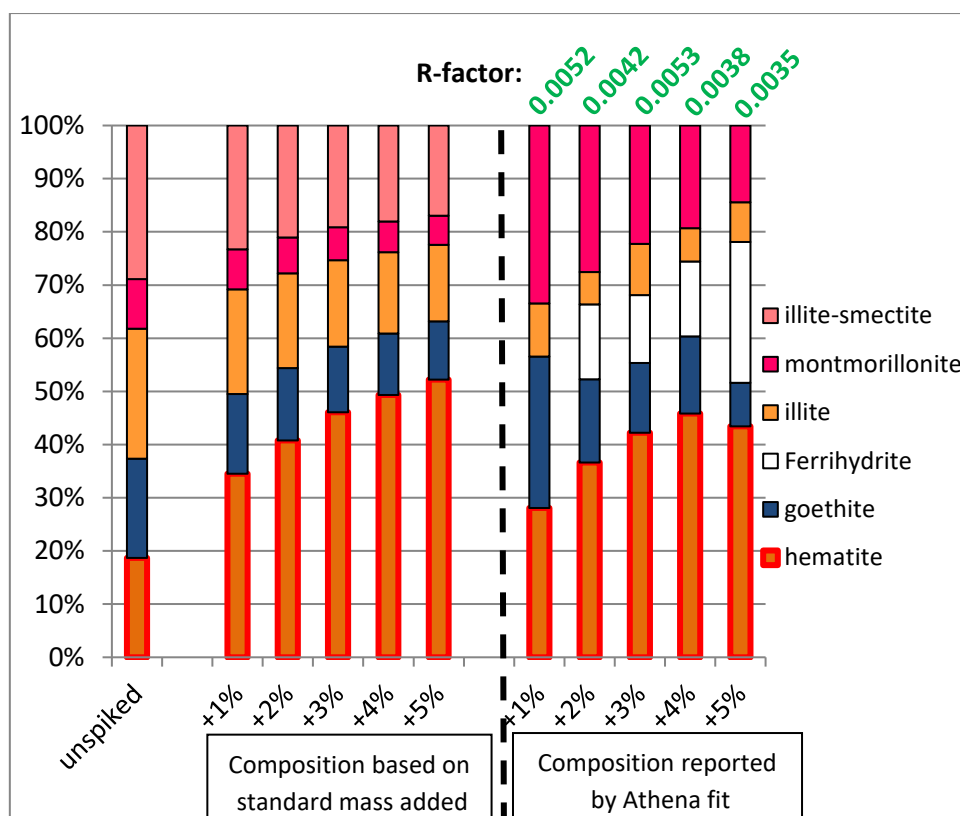 R-factor:
0.0052
0.0042
0.0053
0.0038
0.0035
100%
90%
80%
70%
60%
50%
40%
30%
20%
10%
0%
illite-smectite
montmorillonite
illite
Ferrihydrite
goethite
hematite
unspiked
+1%
+2%
+3%
+4%
+5%
+1%
+2%
+3%
+4%
+5%
Composition based on
standard mass added
Composition reported
by Athena fit